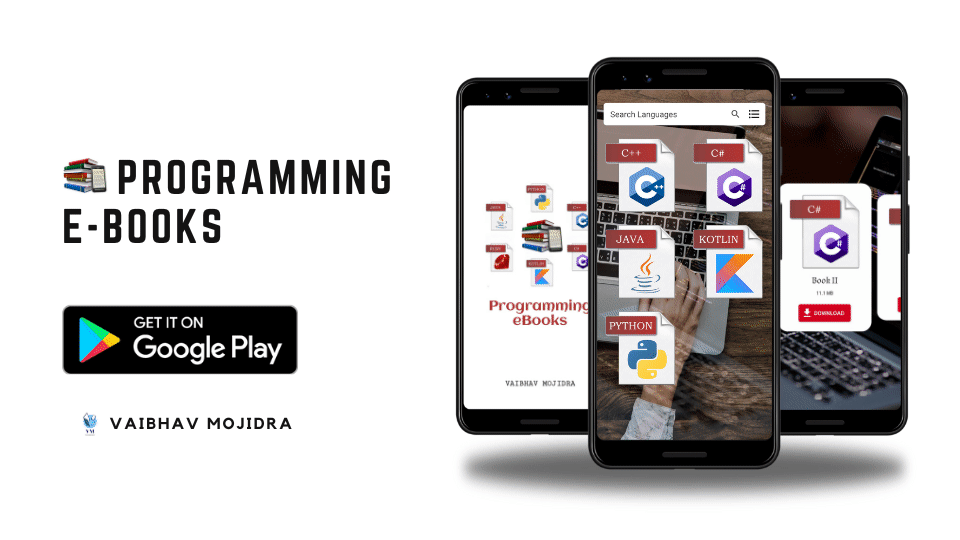 PROGRAMMING
E-BOOKS
GET IT ON
Google Play
VM
VAIBHAV MOJIDRA
PYTHON
JAVA
C++
RUBY
C#
KOTLIN
Programming
eBooks
VAIBHAV MOJIDRA
Search Languages
C++
C#
JAVA
KOTLIN
PYTHON
C#
Book II
11.1 MB
DOWNLOAD